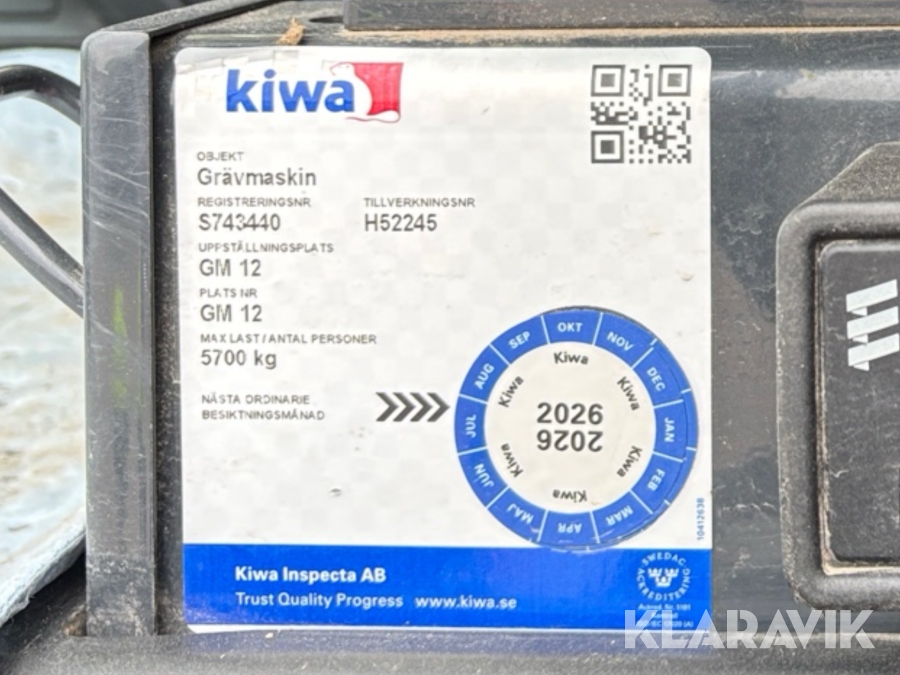 kiwa
OBJEKT
Grävmaskin
REGISTRERINGSNR TILLVERKNINGSNR
S743440 H52245
UPPSTÄLLNINGSPLATS
GM 12
PLATS NR
GM 12
MAX LAST / ANTAL PERSONER
5700 kg
NÄSTA ORDINARIE
BESIKTNINGSMÅNAD
JAN
FEB
MAR
APR
MAJ
JUN
JUL
AUG
SEP
OKT
NOV
DEC
Kiwa
Kiwa
Kiwa
Kiwa
Kiwa
Kiwa
2026
2026
10412638
Kiwa Inspecta AB
Trust Quality Progress www.kiwa.se
SWEDAC
ACKREDITERING
KLARAVIK